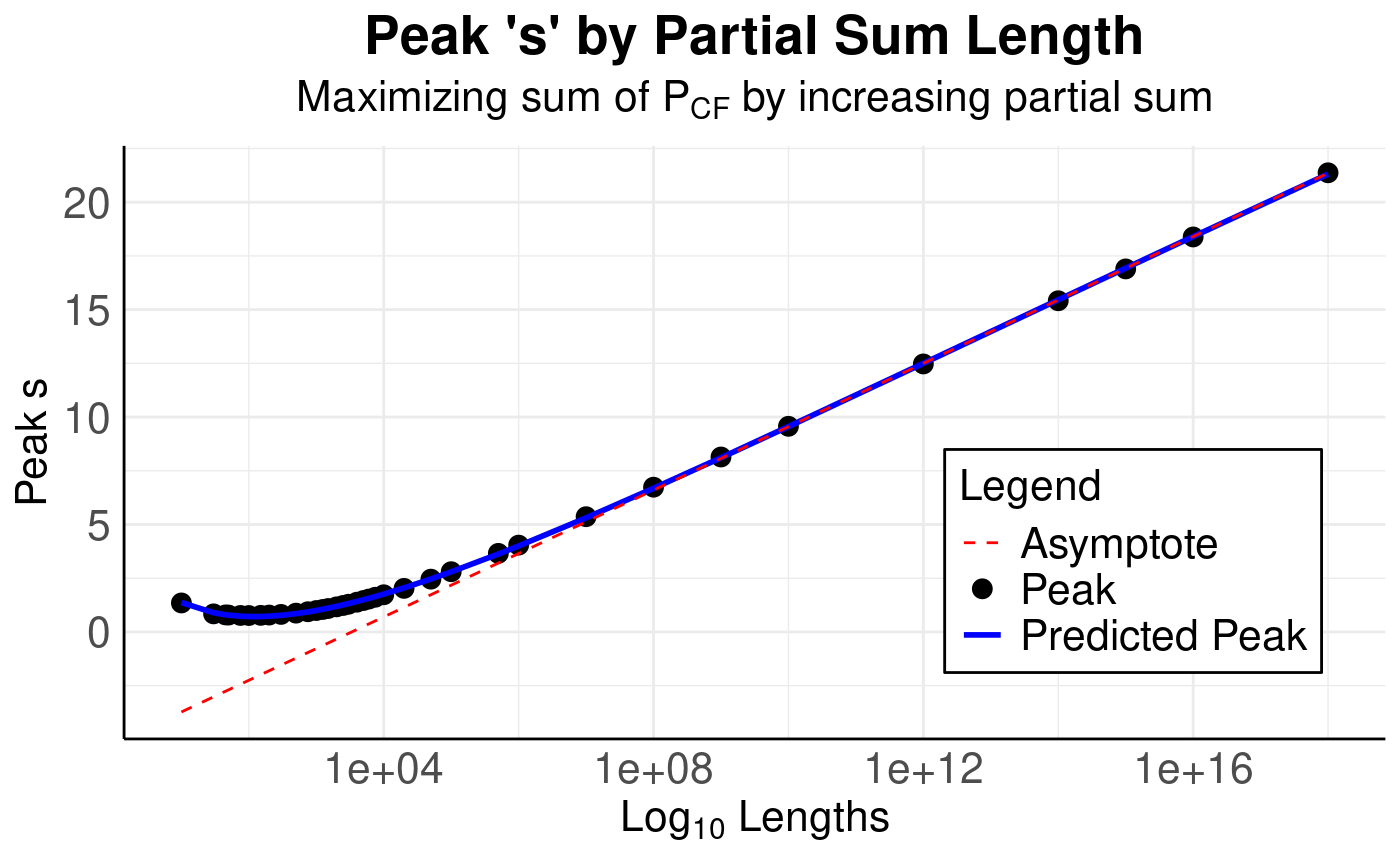 Peak 's' by Partial Sum Length
Maximizing sum of P_CF by increasing partial sum
Peak s
20
15
10
5
0
Legend
Asymptote
Peak
Predicted Peak
1e+04 1e+08 1e+12 1e+16
Log₁₀ Lengths